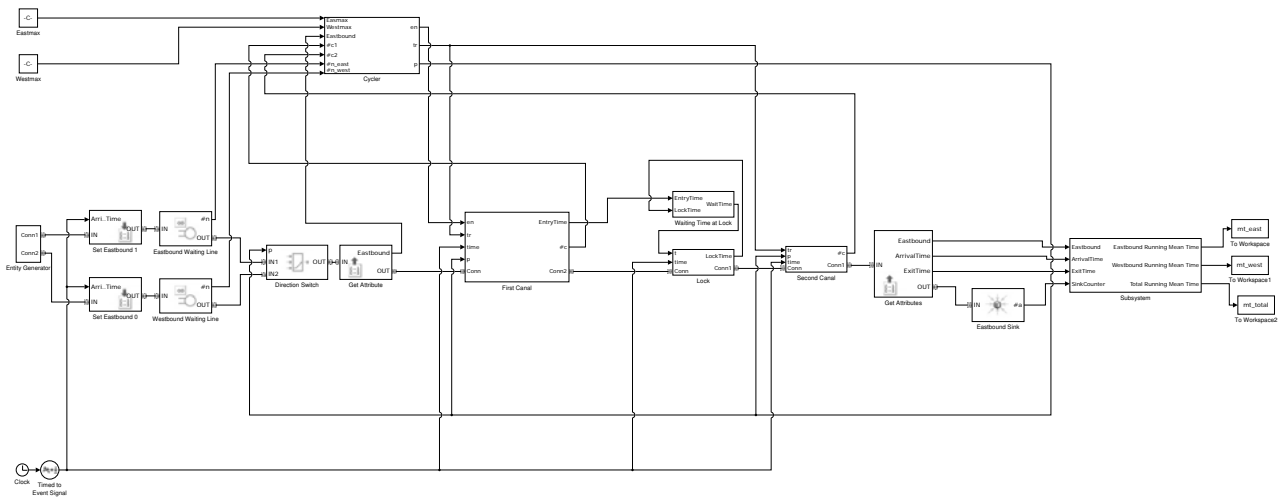 -C-
Eastmax
-C-
Westmax
Easmax
Westmax
Eastbound
#c1
#c2
#n_east
#n_west
en
tr
p
Cycler
Conn1
Conn2
Entity Generator
Arri...Time
IN
OUT
Set Eastbound 1
IN
#n
OUT
Eastbound Waiting Line
Arri...Time
IN
OUT
Set Eastbound 0
IN
#n
OUT
Westbound Waiting Line
p
IN1
IN2
OUT
Direction Switch
IN
Eastbound
OUT
Get Attribute
en
tr
time
p
Conn
EntryTime
#c
Conn2
First Canal
EntryTime
LockTime
WaitTime
Waiting Time at Lock
t
time
Conn
LockTime
Conn1
Lock
tr
p
time
Conn
#c
Conn1
Second Canal
IN
Eastbound
ArrivalTime
ExitTime
OUT
Get Attributes
IN
#a
Eastbound Sink
Eastbound
ArrivalTime
ExitTime
SinkCounter
Eastbound Running Mean Time
Westbound Running Mean Time
Total Running Mean Time
Subsystem
mt_east
To Workspace
mt_west
To Workspace1
mt_total
To Workspace2
Clock
Timed to
Event Signal